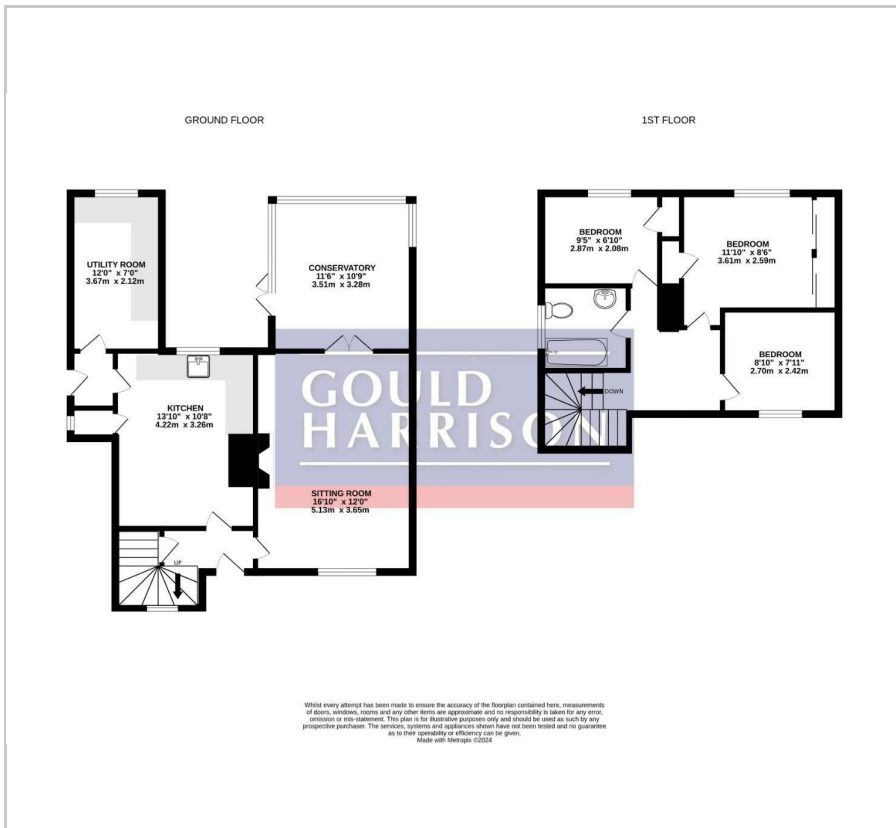 GROUND FLOOR
1ST FLOOR
UTILITY ROOM
12'0" x 7'0"
3.67m x 2.12m
CONSERVATORY
11'6" x 10'9"
3.51m x 3.28m
KITCHEN
13'10" x 10'8"
4.22m x 3.26m
SITTING ROOM
16'10" x 12'0"
5.13m x 3.65m
UP
BEDROOM
9'5" x 6'10"
2.87m x 2.08m
BEDROOM
11'10" x 8'6"
3.61m x 2.59m
BEDROOM
8'10" x 7'11"
2.70m x 2.42m
DOWN
GOULD
HARRISON
Whilst every attempt has been made to ensure the accuracy of the floorplan contained here, measurements
of doors, windows, rooms and any other items are approximate and no responsibility is taken for any error,
omission or mis-statement. This plan is for illustrative purposes only and should be used as such by any
prospective purchaser. The services, systems and appliances shown have not been tested and no guarantee
as to their operability or efficiency can be given.
Made with Metropix ©2024